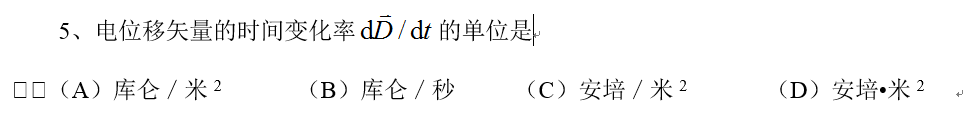 5、电位移矢量的时间变化率 dD⃗ / dt 的单位是
□□（A）库仑／米² （B）库仑／秒 （C）安培／米² （D）安培•米²